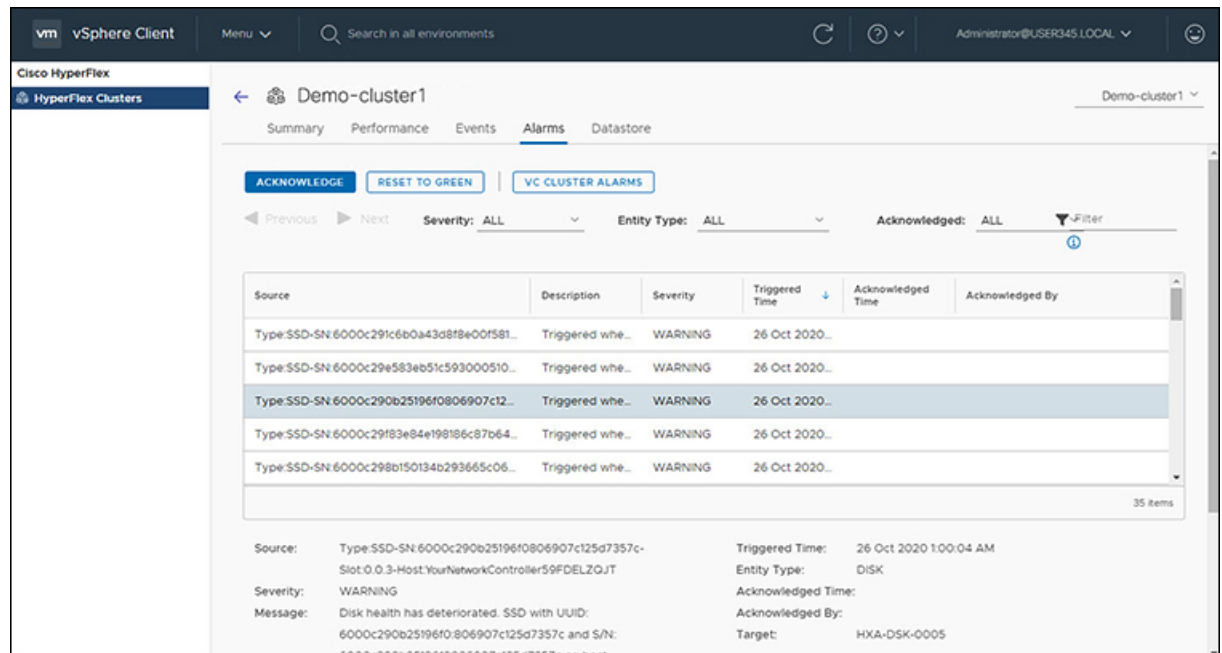 vm vSphere Client Menu Search in all environments Administrator@USER345.LOCAL
Cisco HyperFlex
HyperFlex Clusters
Demo-cluster1 Demo-cluster1
Summary Performance Events Alarms Datastore
ACKNOWLEDGE RESET TO GREEN VC CLUSTER ALARMS
Previous Next Severity: ALL Entity Type: ALL Acknowledged: ALL Filter
Source Description Severity Triggered Time Acknowledged Time Acknowledged By
Type:SSD-SN:6000c291c6b0a43d8f8e00f581... Triggered whe... WARNING 26 Oct 2020...
Type:SSD-SN:6000c29e583eb51c593000510... Triggered whe... WARNING 26 Oct 2020...
Type:SSD-SN:6000c290b25196f0806907c12... Triggered whe... WARNING 26 Oct 2020...
Type:SSD-SN:6000c29f83e84e198186c87b64... Triggered whe... WARNING 26 Oct 2020...
Type:SSD-SN:6000c298b150134b293665c06... Triggered whe... WARNING 26 Oct 2020...
35 items
Source: Type:SSD-SN:6000c290b25196f0806907c125d7357c- Triggered Time: 26 Oct 2020 1:00:04 AM
Slot:0.0.3-Host:YourNetworkController59FDELZQJT Entity Type: DISK
Severity: WARNING Acknowledged Time:
Message: Disk health has deteriorated. SSD with UUID: Acknowledged By:
6000c290b25196f0:806907c125d7357c and S/N: Target: HXA-DSK-0005